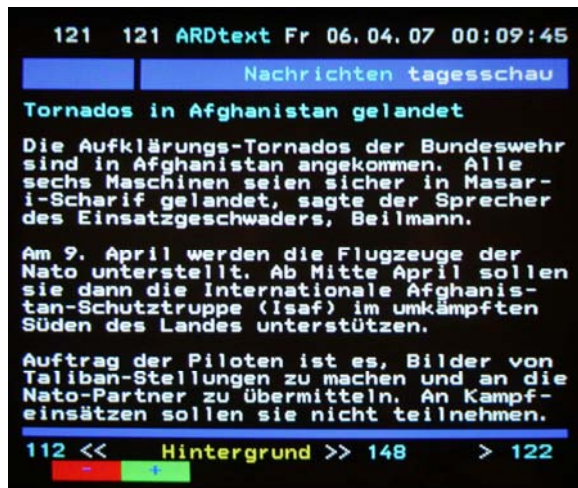 121 121 ARDtext Fr 06.04.07 00:09:45
Nachrichten tagesschau
Tornados in Afghanistan gelandet
Die Aufklärungs-Tornados der Bundeswehr
sind in Afghanistan angekommen. Alle
sechs Maschinen seien sicher in Masar-
i-Scharif gelandet, sagte der Sprecher
des Einsatzgeschwaders, Beilmann.
Am 9. April werden die Flugzeuge der
Nato unterstellt. Ab Mitte April sollen
sie dann die Internationale Afghanis-
tan-Schutztruppe (Isaf) im umkämpften
Süden des Landes unterstützen.
Auftrag der Piloten ist es, Bilder von
Taliban-Stellungen zu machen und an die
Nato-Partner zu übermitteln. An Kampf-
einsätzen sollen sie nicht teilnehmen.
112 << Hintergrund >> 148 > 122
- +